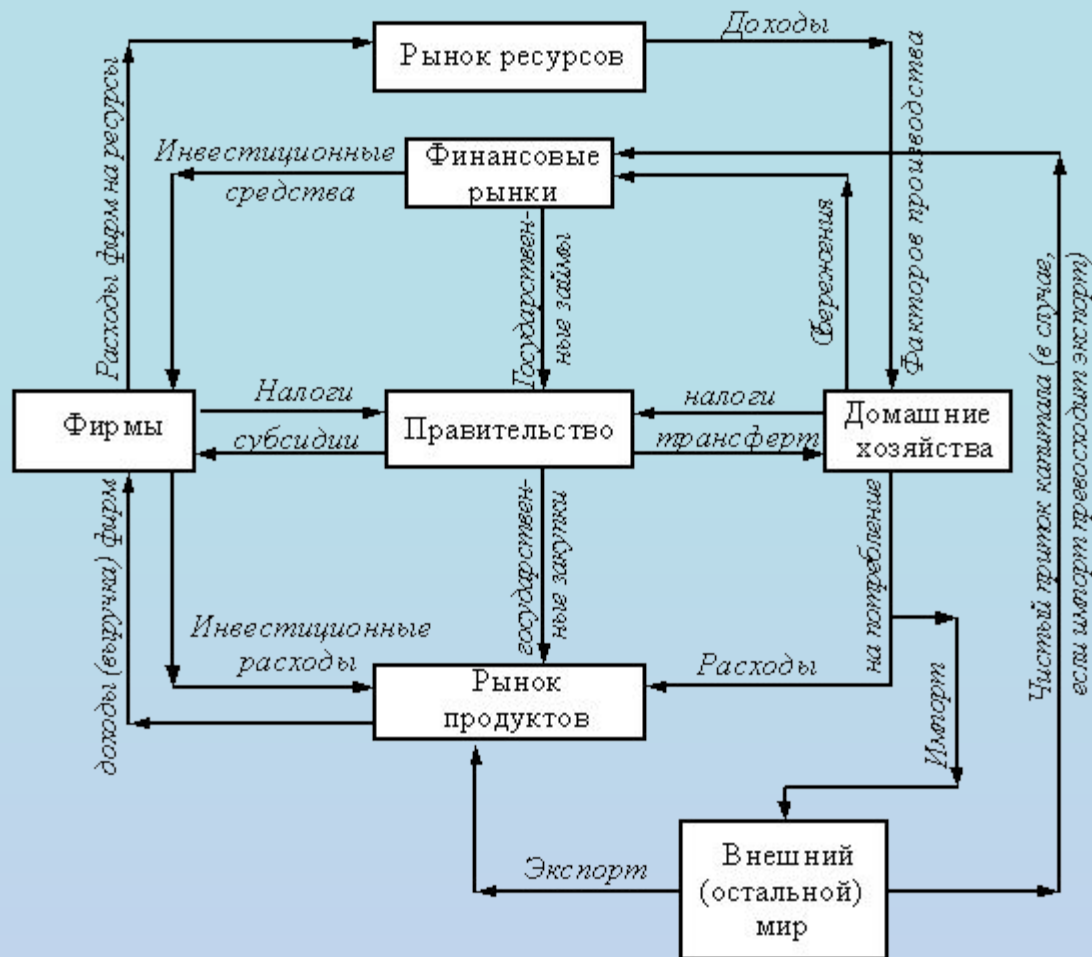 Рынок ресурсов
Доходы
Факторов производства
Расходы фирм на ресурсы
Финансовые
рынки
Инвестиционные
средства
Государствен-
ные займы
Сбережения
Чистый приток капитала (в случае,
если импорт превосходит экспорт)
Фирмы
Налоги
субсидии
Правительство
налоги
трансферт
Домашние
хозяйства
доходы (выручка) фирм
Инвестиционные
расходы
государствен-
ные закупки
на потребление
Расходы
Рынок
продуктов
Импорт
Экспорт
Внешний
(остальной)
мир